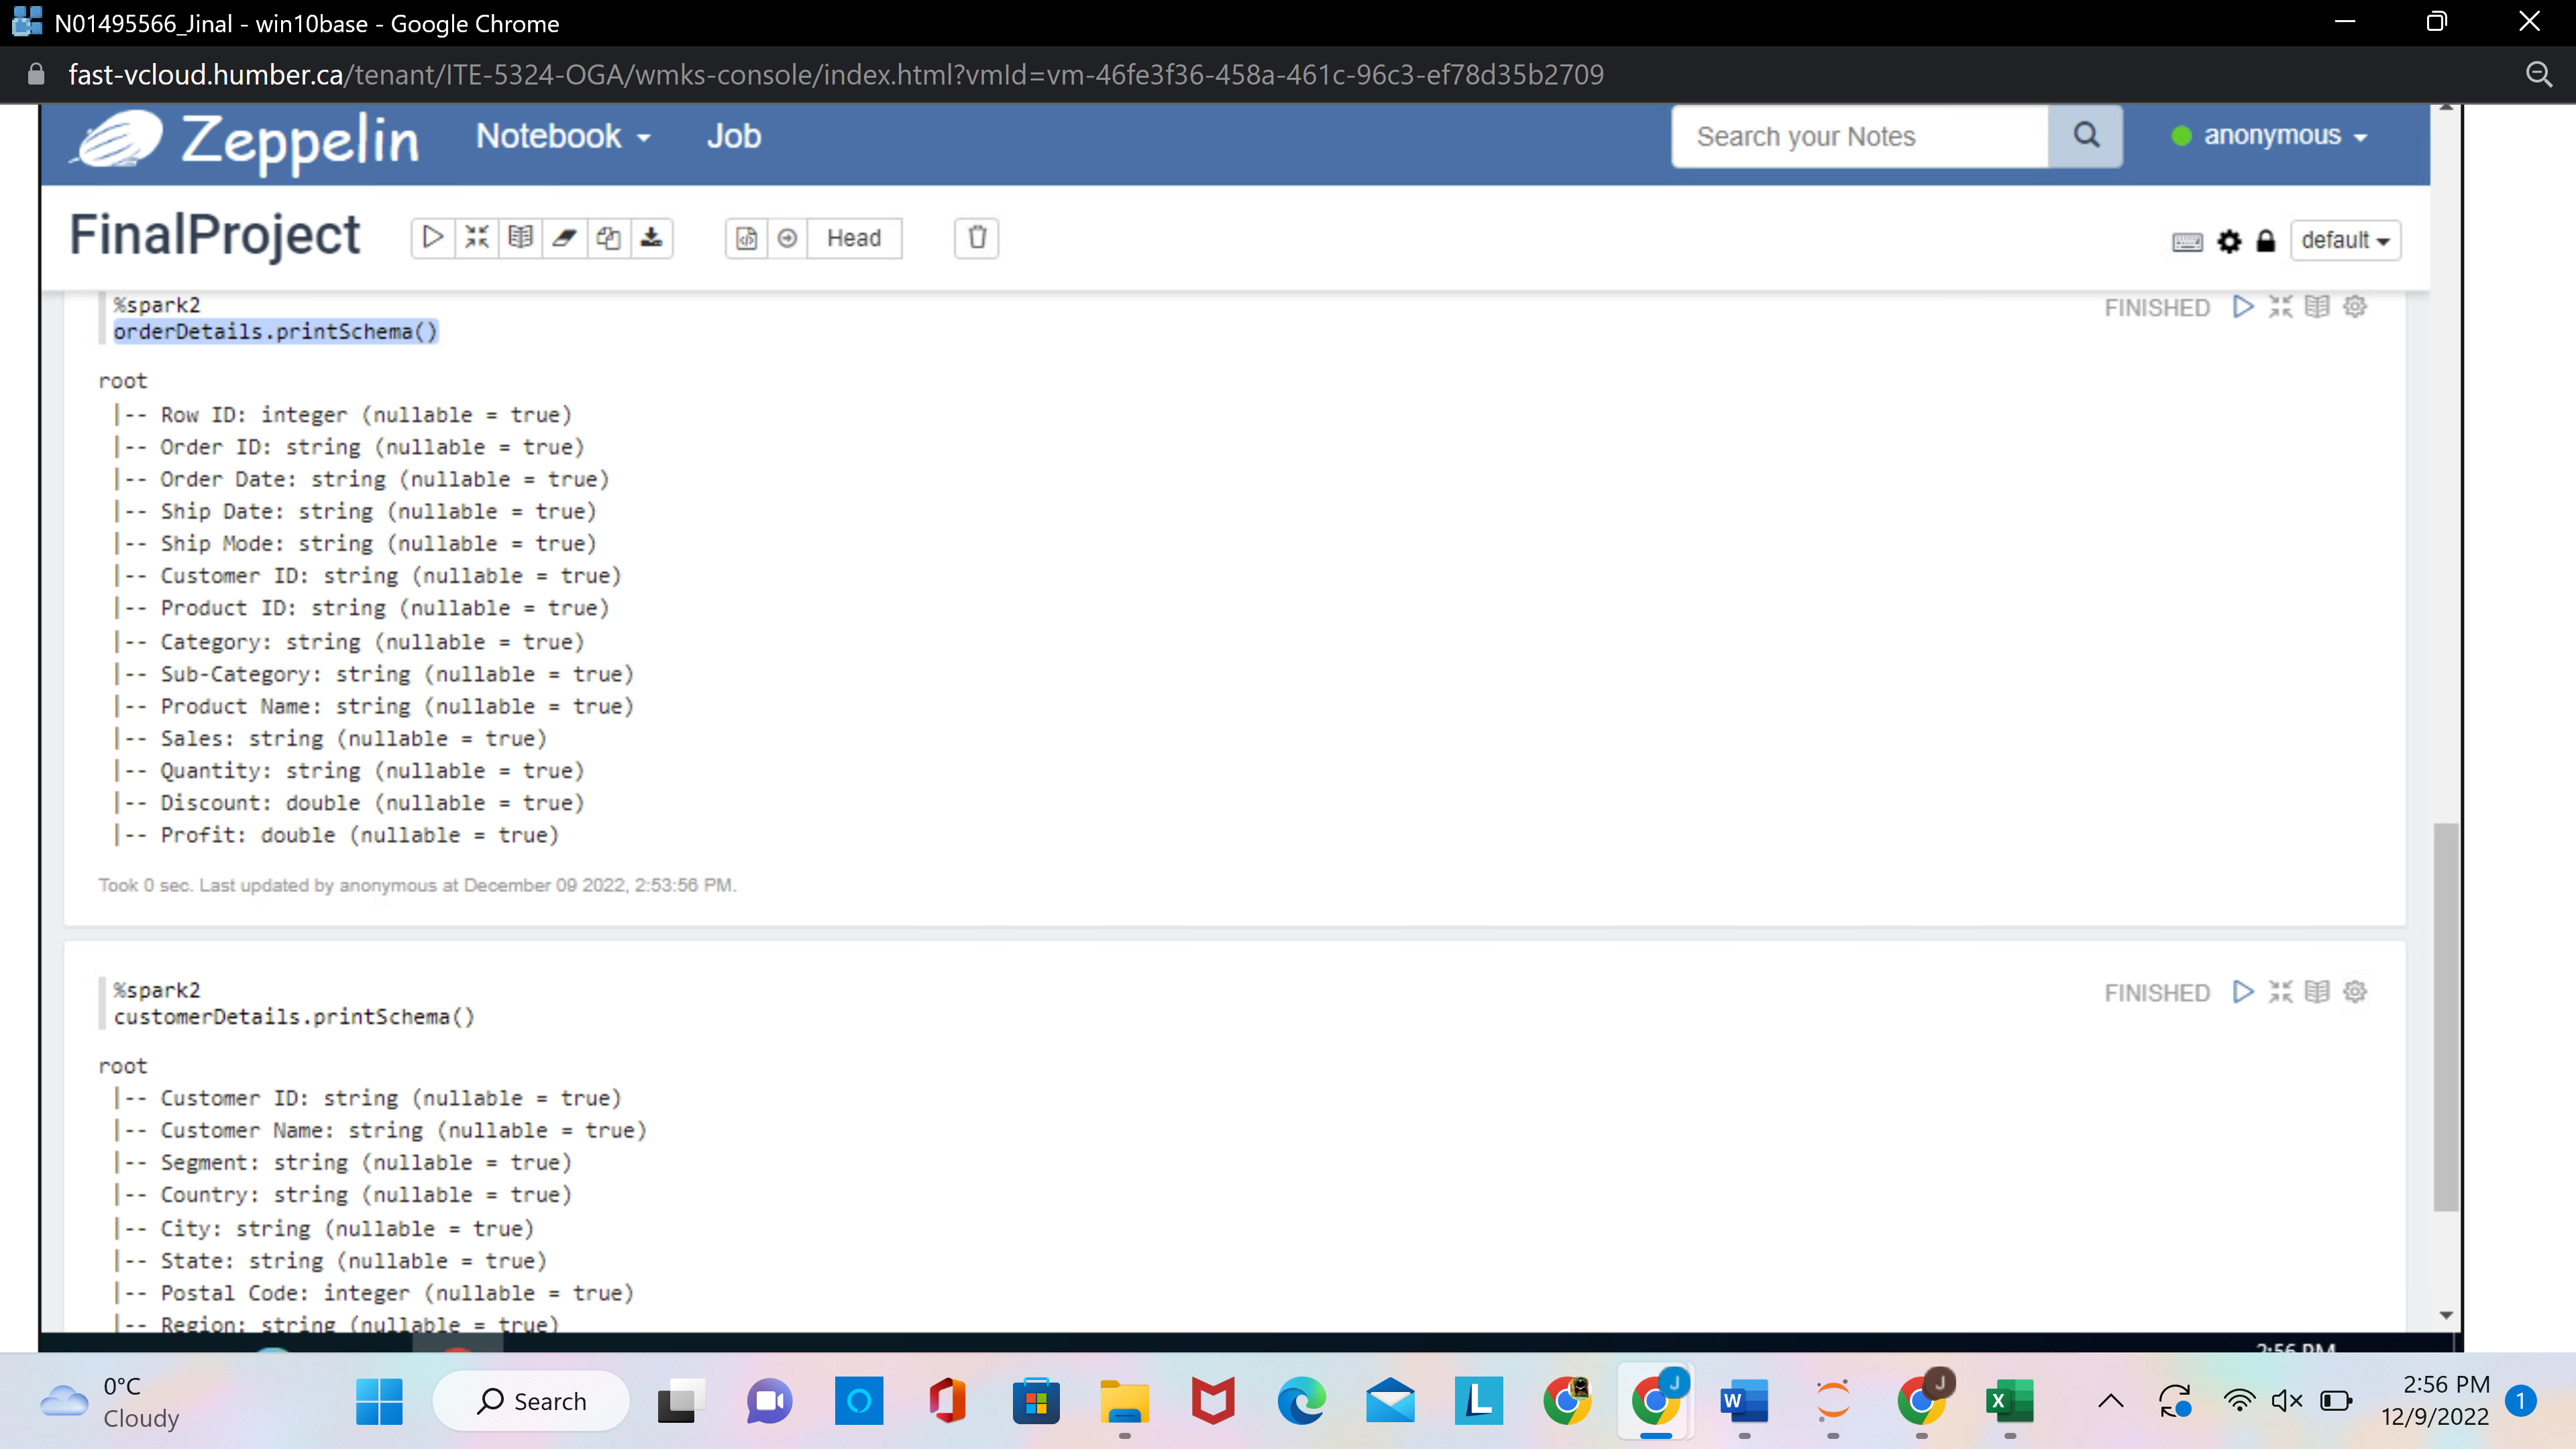 N01495566_Jinal - win10base - Google Chrome
fast-vcloud.humber.ca/tenant/ITE-5324-OGA/wmks-console/index.html?vmId=vm-46fe3f36-458a-461c-96c3-ef78d35b2709
Zeppelin Notebook Job Search your Notes anonymous
FinalProject Head default
%spark2 FINISHED
orderDetails.printSchema()
root
|-- Row ID: integer (nullable = true)
|-- Order ID: string (nullable = true)
|-- Order Date: string (nullable = true)
|-- Ship Date: string (nullable = true)
|-- Ship Mode: string (nullable = true)
|-- Customer ID: string (nullable = true)
|-- Product ID: string (nullable = true)
|-- Category: string (nullable = true)
|-- Sub-Category: string (nullable = true)
|-- Product Name: string (nullable = true)
|-- Sales: string (nullable = true)
|-- Quantity: string (nullable = true)
|-- Discount: double (nullable = true)
|-- Profit: double (nullable = true)
Took 0 sec. Last updated by anonymous at December 09 2022, 2:53:56 PM.
%spark2 FINISHED
customerDetails.printSchema()
root
|-- Customer ID: string (nullable = true)
|-- Customer Name: string (nullable = true)
|-- Segment: string (nullable = true)
|-- Country: string (nullable = true)
|-- City: string (nullable = true)
|-- State: string (nullable = true)
|-- Postal Code: integer (nullable = true)
|-- Region: string (nullable = true)
2:56 PM
0°C
Cloudy
Search
J
L
W
J
X
2:56 PM
12/9/2022
1